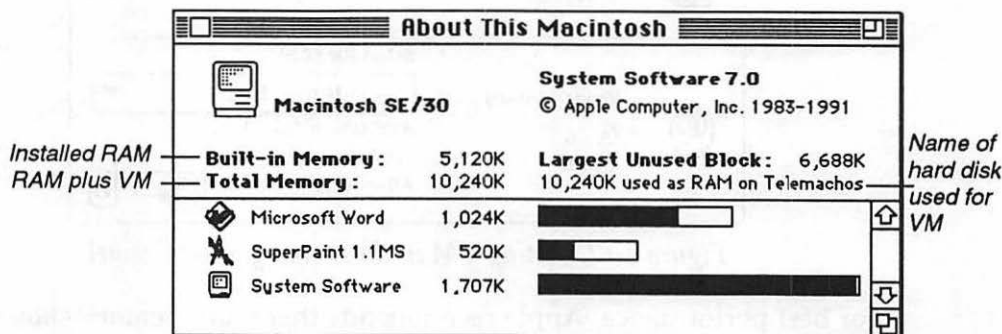 About This Macintosh
System Software 7.0
Macintosh SE/30
© Apple Computer, Inc. 1983-1991
Installed RAM
Built-in Memory: 5,120K
Largest Unused Block: 6,688K
RAM plus VM
Total Memory: 10,240K
10,240K used as RAM on Telemachos
Name of
hard disk
used for
VM
Microsoft Word 1,024K
SuperPaint 1.1MS 520K
System Software 1,707K